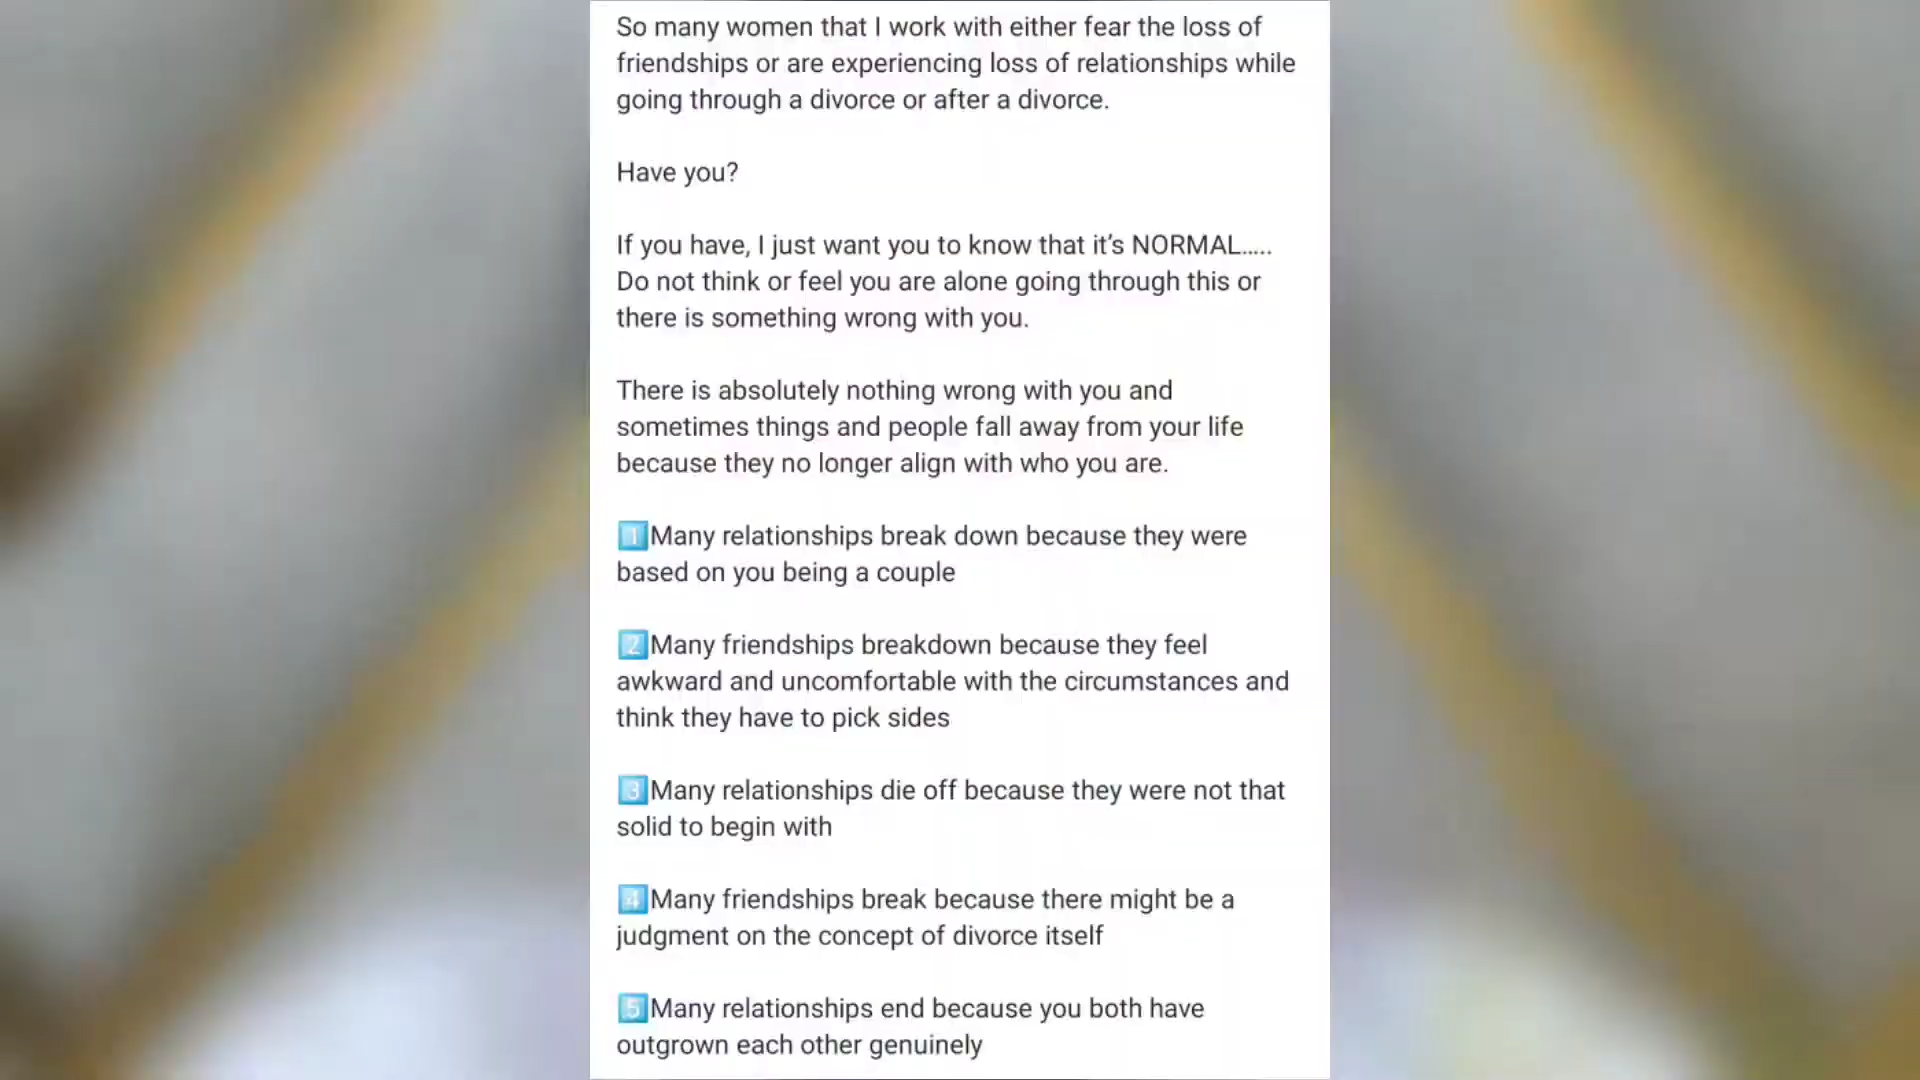 So many women that I work with either fear the loss of
friendships or are experiencing loss of relationships while
going through a divorce or after a divorce.
Have you?
If you have, I just want you to know that it’s NORMAL.....
Do not think or feel you are alone going through this or
there is something wrong with you.
There is absolutely nothing wrong with you and
sometimes things and people fall away from your life
because they no longer align with who you are.
1️⃣Many relationships break down because they were
based on you being a couple
2️⃣Many friendships breakdown because they feel
awkward and uncomfortable with the circumstances and
think they have to pick sides
3️⃣Many relationships die off because they were not that
solid to begin with
4️⃣Many friendships break because there might be a
judgment on the concept of divorce itself
5️⃣Many relationships end because you both have
outgrown each other genuinely